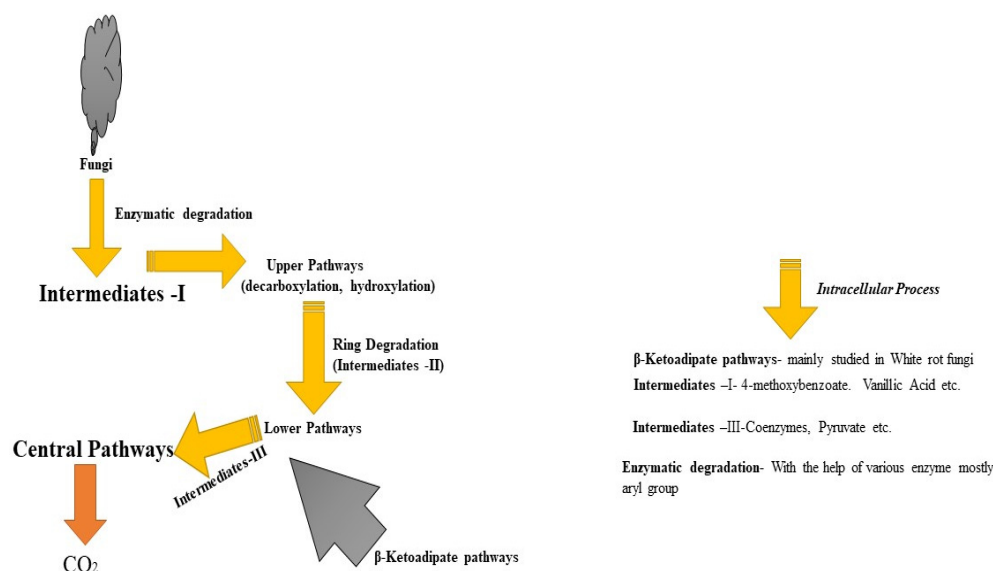 Fungi
Enzymatic degradation
Intermediates -I
Upper Pathways
(decarboxylation, hydroxylation)
Ring Degradation
(Intermediates -II)
Lower Pathways
Intermediates-III
Central Pathways
β-Ketoadipate pathways
CO₂
Intracellular Process
β-Ketoadipate pathways- mainly studied in White rot fungi
Intermediates –I- 4-methoxybenzoate. Vanillic Acid etc.
Intermediates –III-Coenzymes, Pyruvate etc.
Enzymatic degradation- With the help of various enzyme mostly
aryl group